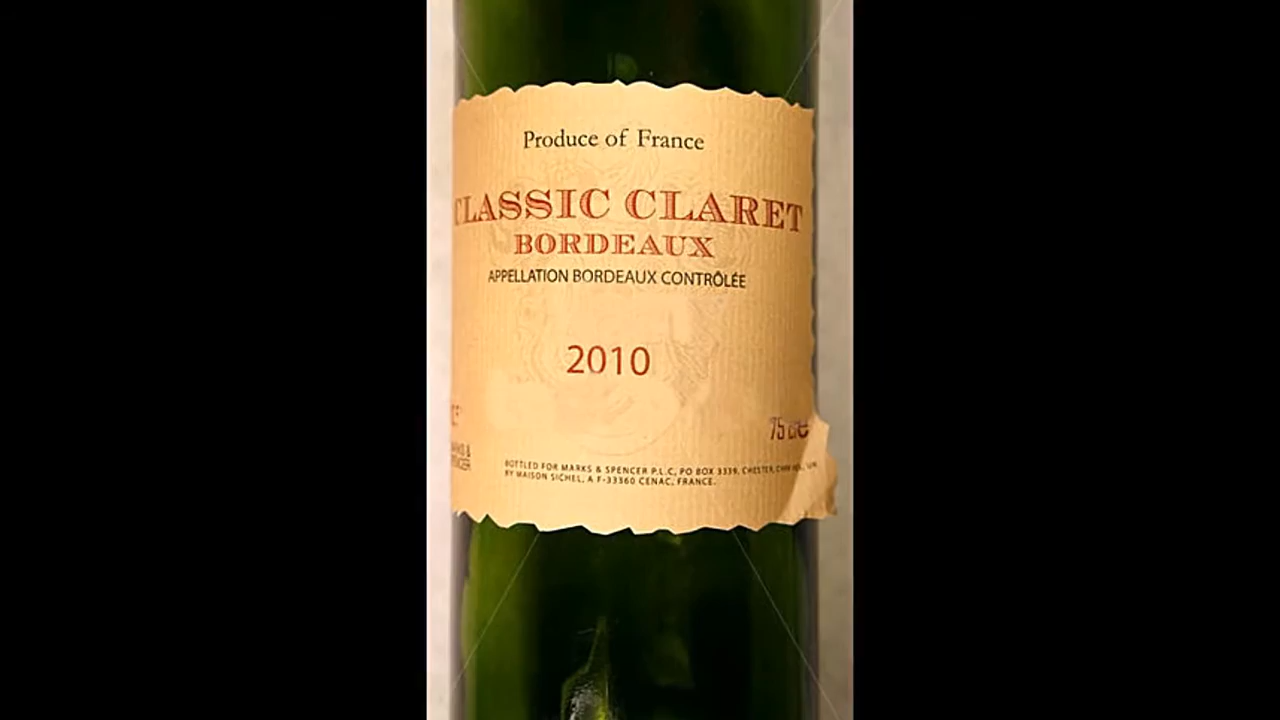 Produce of France
CLASSIC CLARET
BORDEAUX
APPELLATION BORDEAUX CONTRÔLÉE
2010
75
BOTTLED FOR MARKS & SPENCER P.L.C, PO BOX 3339, CHESTER,
BY MAISON SICHEL, A F-33360 CENAC, FRANCE.